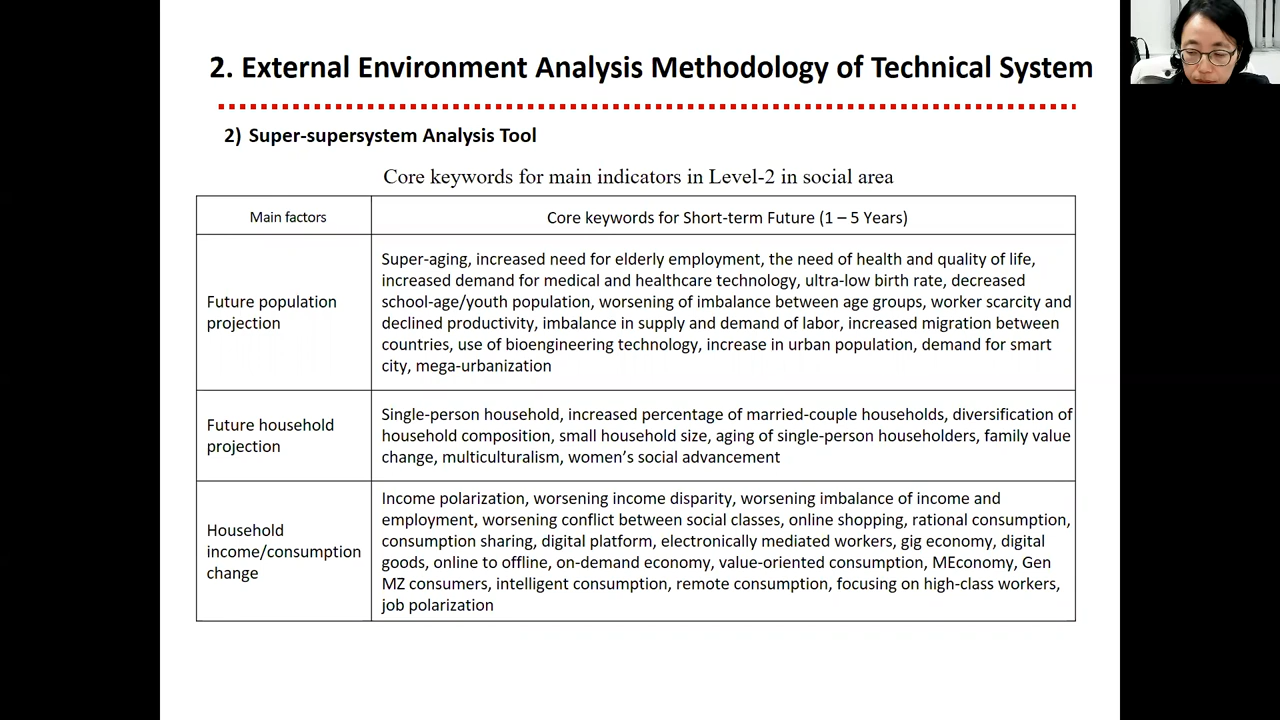 2. External Environment Analysis Methodology of Technical System
2) Super-supersystem Analysis Tool
Core keywords for main indicators in Level-2 in social area
Main factors
Core keywords for Short-term Future (1 – 5 Years)
Future population
projection
Super-aging, increased need for elderly employment, the need of health and quality of life,
increased demand for medical and healthcare technology, ultra-low birth rate, decreased
school-age/youth population, worsening of imbalance between age groups, worker scarcity and
declined productivity, imbalance in supply and demand of labor, increased migration between
countries, use of bioengineering technology, increase in urban population, demand for smart
city, mega-urbanization
Future household
projection
Single-person household, increased percentage of married-couple households, diversification of
household composition, small household size, aging of single-person householders, family value
change, multiculturalism, women’s social advancement
Household
income/consumption
change
Income polarization, worsening income disparity, worsening imbalance of income and
employment, worsening conflict between social classes, online shopping, rational consumption,
consumption sharing, digital platform, electronically mediated workers, gig economy, digital
goods, online to offline, on-demand economy, value-oriented consumption, MEconomy, Gen
MZ consumers, intelligent consumption, remote consumption, focusing on high-class workers,
job polarization